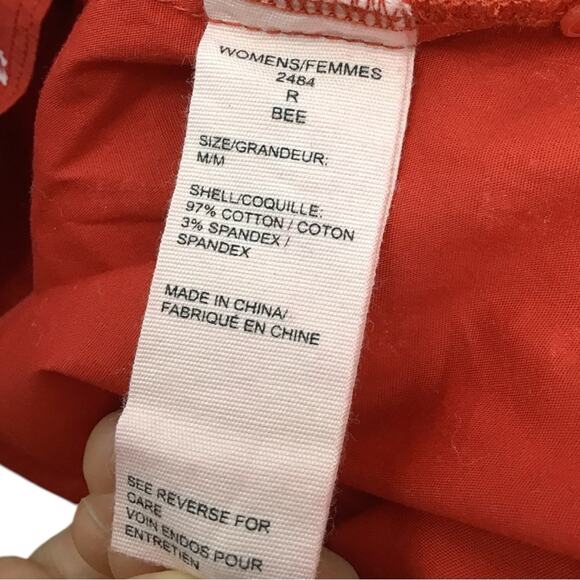 WOMENS/FEMMES
2484
R
BEE
SIZE/GRANDEUR:
M/M
SHELL/COQUILLE:
97% COTTON / COTON
3% SPANDEX /
SPANDEX
MADE IN CHINA/
FABRIQUÉ EN CHINE
SEE REVERSE FOR
CARE
VOIN ENDOS POUR
ENTRETIEN